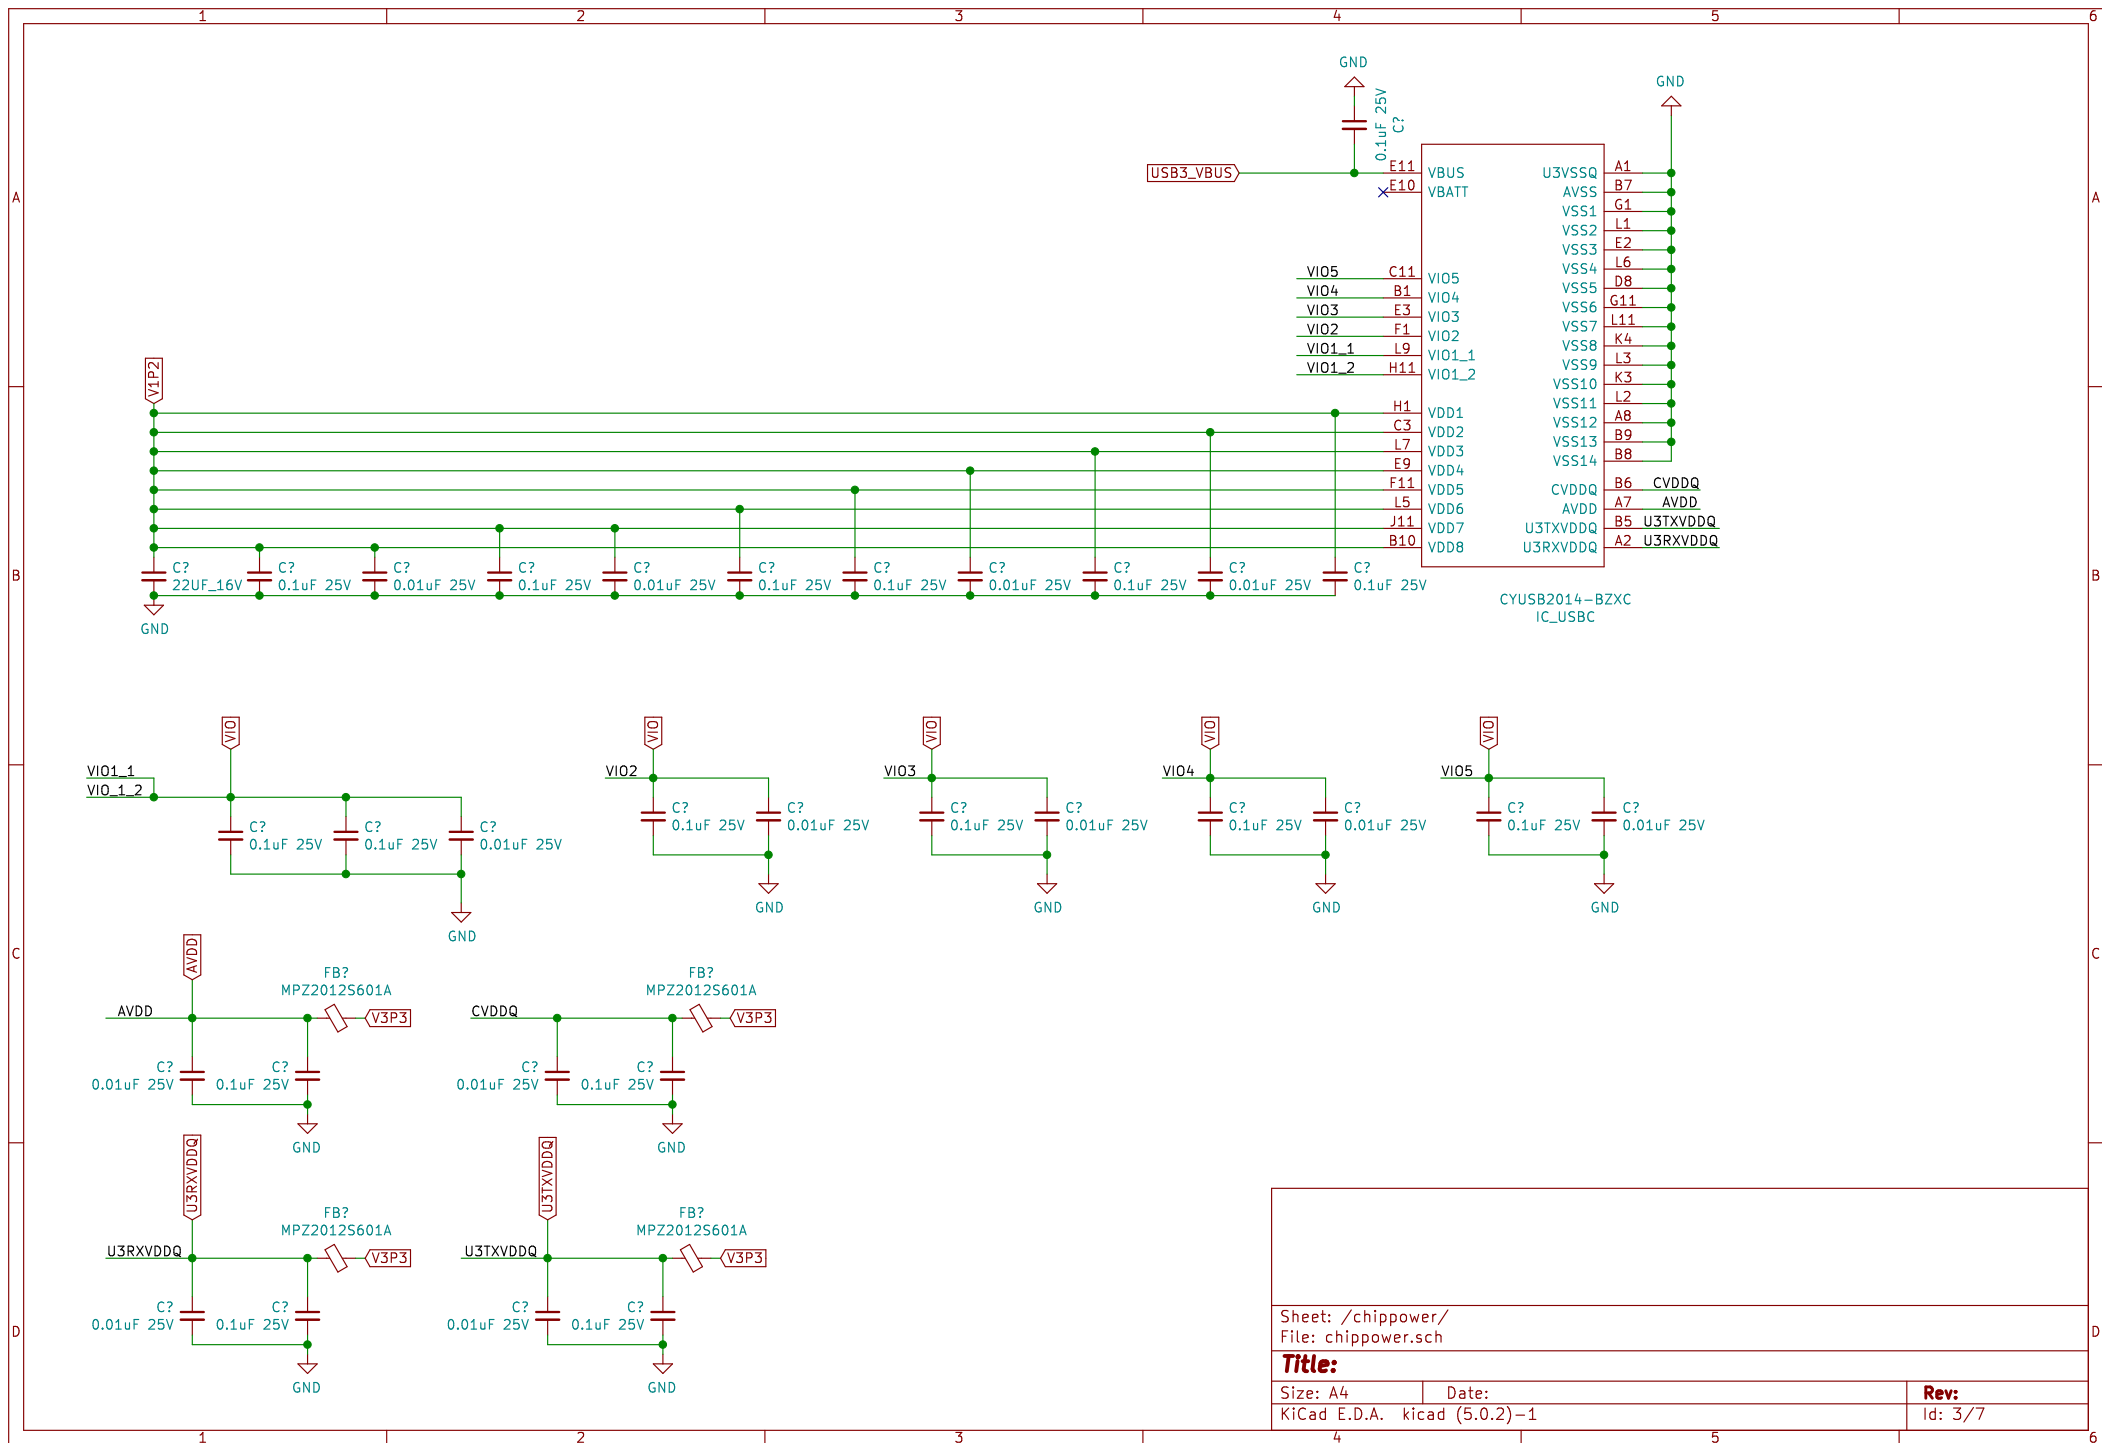 1 2 3 4 5 6
A A
B B
C C
D D
1 2 3 4 5 6
GND
0.1uF 25V
C?
GND
USB3_VBUS
E11 VBUS
E10 VBATT
VIO5 C11 VIO5
VIO4 B1 VIO4
VIO3 E3 VIO3
VIO2 F1 VIO2
VIO1_1 L9 VIO1_1
VIO1_2 H11 VIO1_2
H1 VDD1
C3 VDD2
L7 VDD3
E9 VDD4
F11 VDD5
L5 VDD6
J11 VDD7
B10 VDD8
U3VSSQ A1
AVSS B7
VSS1 G1
VSS2 L1
VSS3 E2
VSS4 L6
VSS5 D8
VSS6 G11
VSS7 L11
VSS8 K4
VSS9 L3
VSS10 K3
VSS11 L2
VSS12 A8
VSS13 B9
VSS14 B8
CVDDQ B6 CVDDQ
AVDD A7 AVDD
U3TXVDDQ B5 U3TXVDDQ
U3RXVDDQ A2 U3RXVDDQ
CYUSB2014-BZXC
IC_USBC
V1P2
C? C? C? C? C? C? C? C? C? C? C?
22UF_16V 0.1uF 25V 0.01uF 25V 0.1uF 25V 0.01uF 25V 0.1uF 25V 0.1uF 25V 0.01uF 25V 0.1uF 25V 0.01uF 25V 0.1uF 25V
GND
VIO
VIO1_1
VIO_1_2
C? C? C?
0.1uF 25V 0.1uF 25V 0.01uF 25V
GND
VIO
VIO2
C? C?
0.1uF 25V 0.01uF 25V
GND
VIO
VIO3
C? C?
0.1uF 25V 0.01uF 25V
GND
VIO
VIO4
C? C?
0.1uF 25V 0.01uF 25V
GND
VIO
VIO5
C? C?
0.1uF 25V 0.01uF 25V
GND
AVDD
FB?
MPZ2012S601A
AVDD
V3P3
C? C?
0.01uF 25V 0.1uF 25V
GND
FB?
MPZ2012S601A
CVDDQ
V3P3
C? C?
0.01uF 25V 0.1uF 25V
GND
U3RXVDDQ
FB?
MPZ2012S601A
U3RXVDDQ
V3P3
C? C?
0.01uF 25V 0.1uF 25V
GND
U3TXVDDQ
FB?
MPZ2012S601A
U3TXVDDQ
V3P3
C? C?
0.01uF 25V 0.1uF 25V
GND
Sheet: /chippower/
File: chippower.sch
Title:
Size: A4 Date: Rev:
KiCad E.D.A. kicad (5.0.2)-1 Id: 3/7